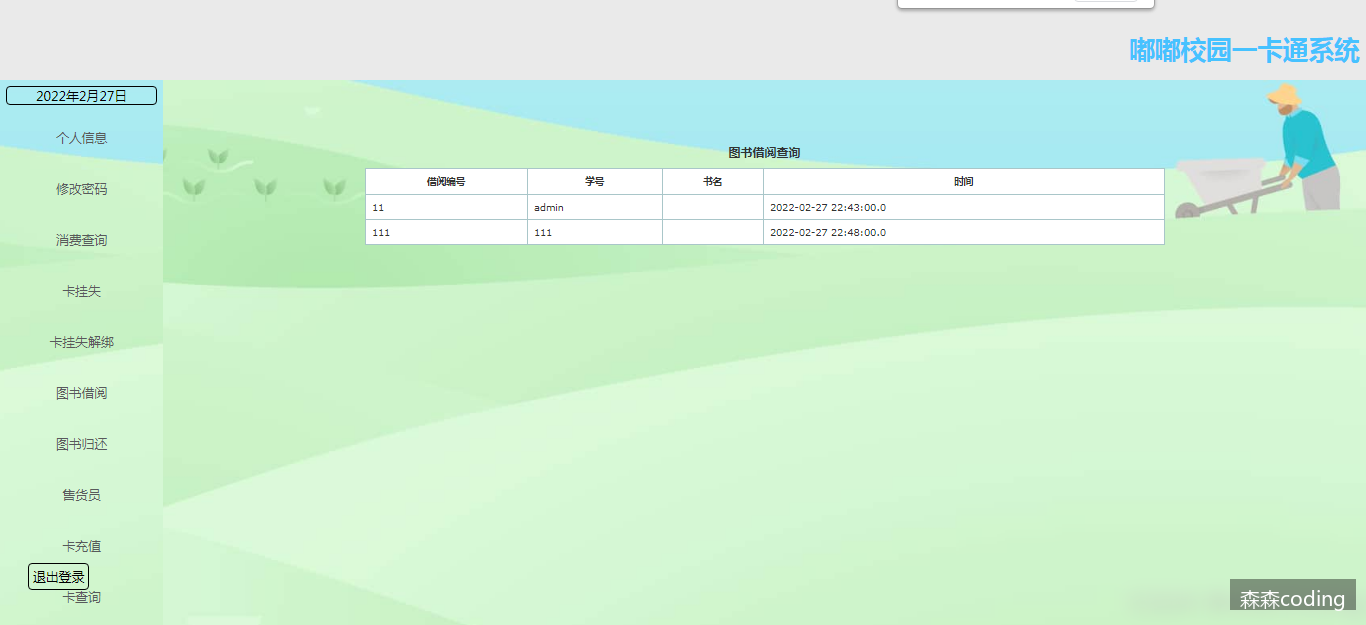 嘟嘟校园一卡通系统
2022年2月27日
个人信息
修改密码
消费查询
卡挂失
卡挂失解绑
图书借阅
图书归还
售货员
卡充值
退出登录
卡查询
图书借阅查询
借阅编号 学号 书名 时间
11 admin 2022-02-27 22:43:00.0
111 111 2022-02-27 22:48:00.0
森森coding